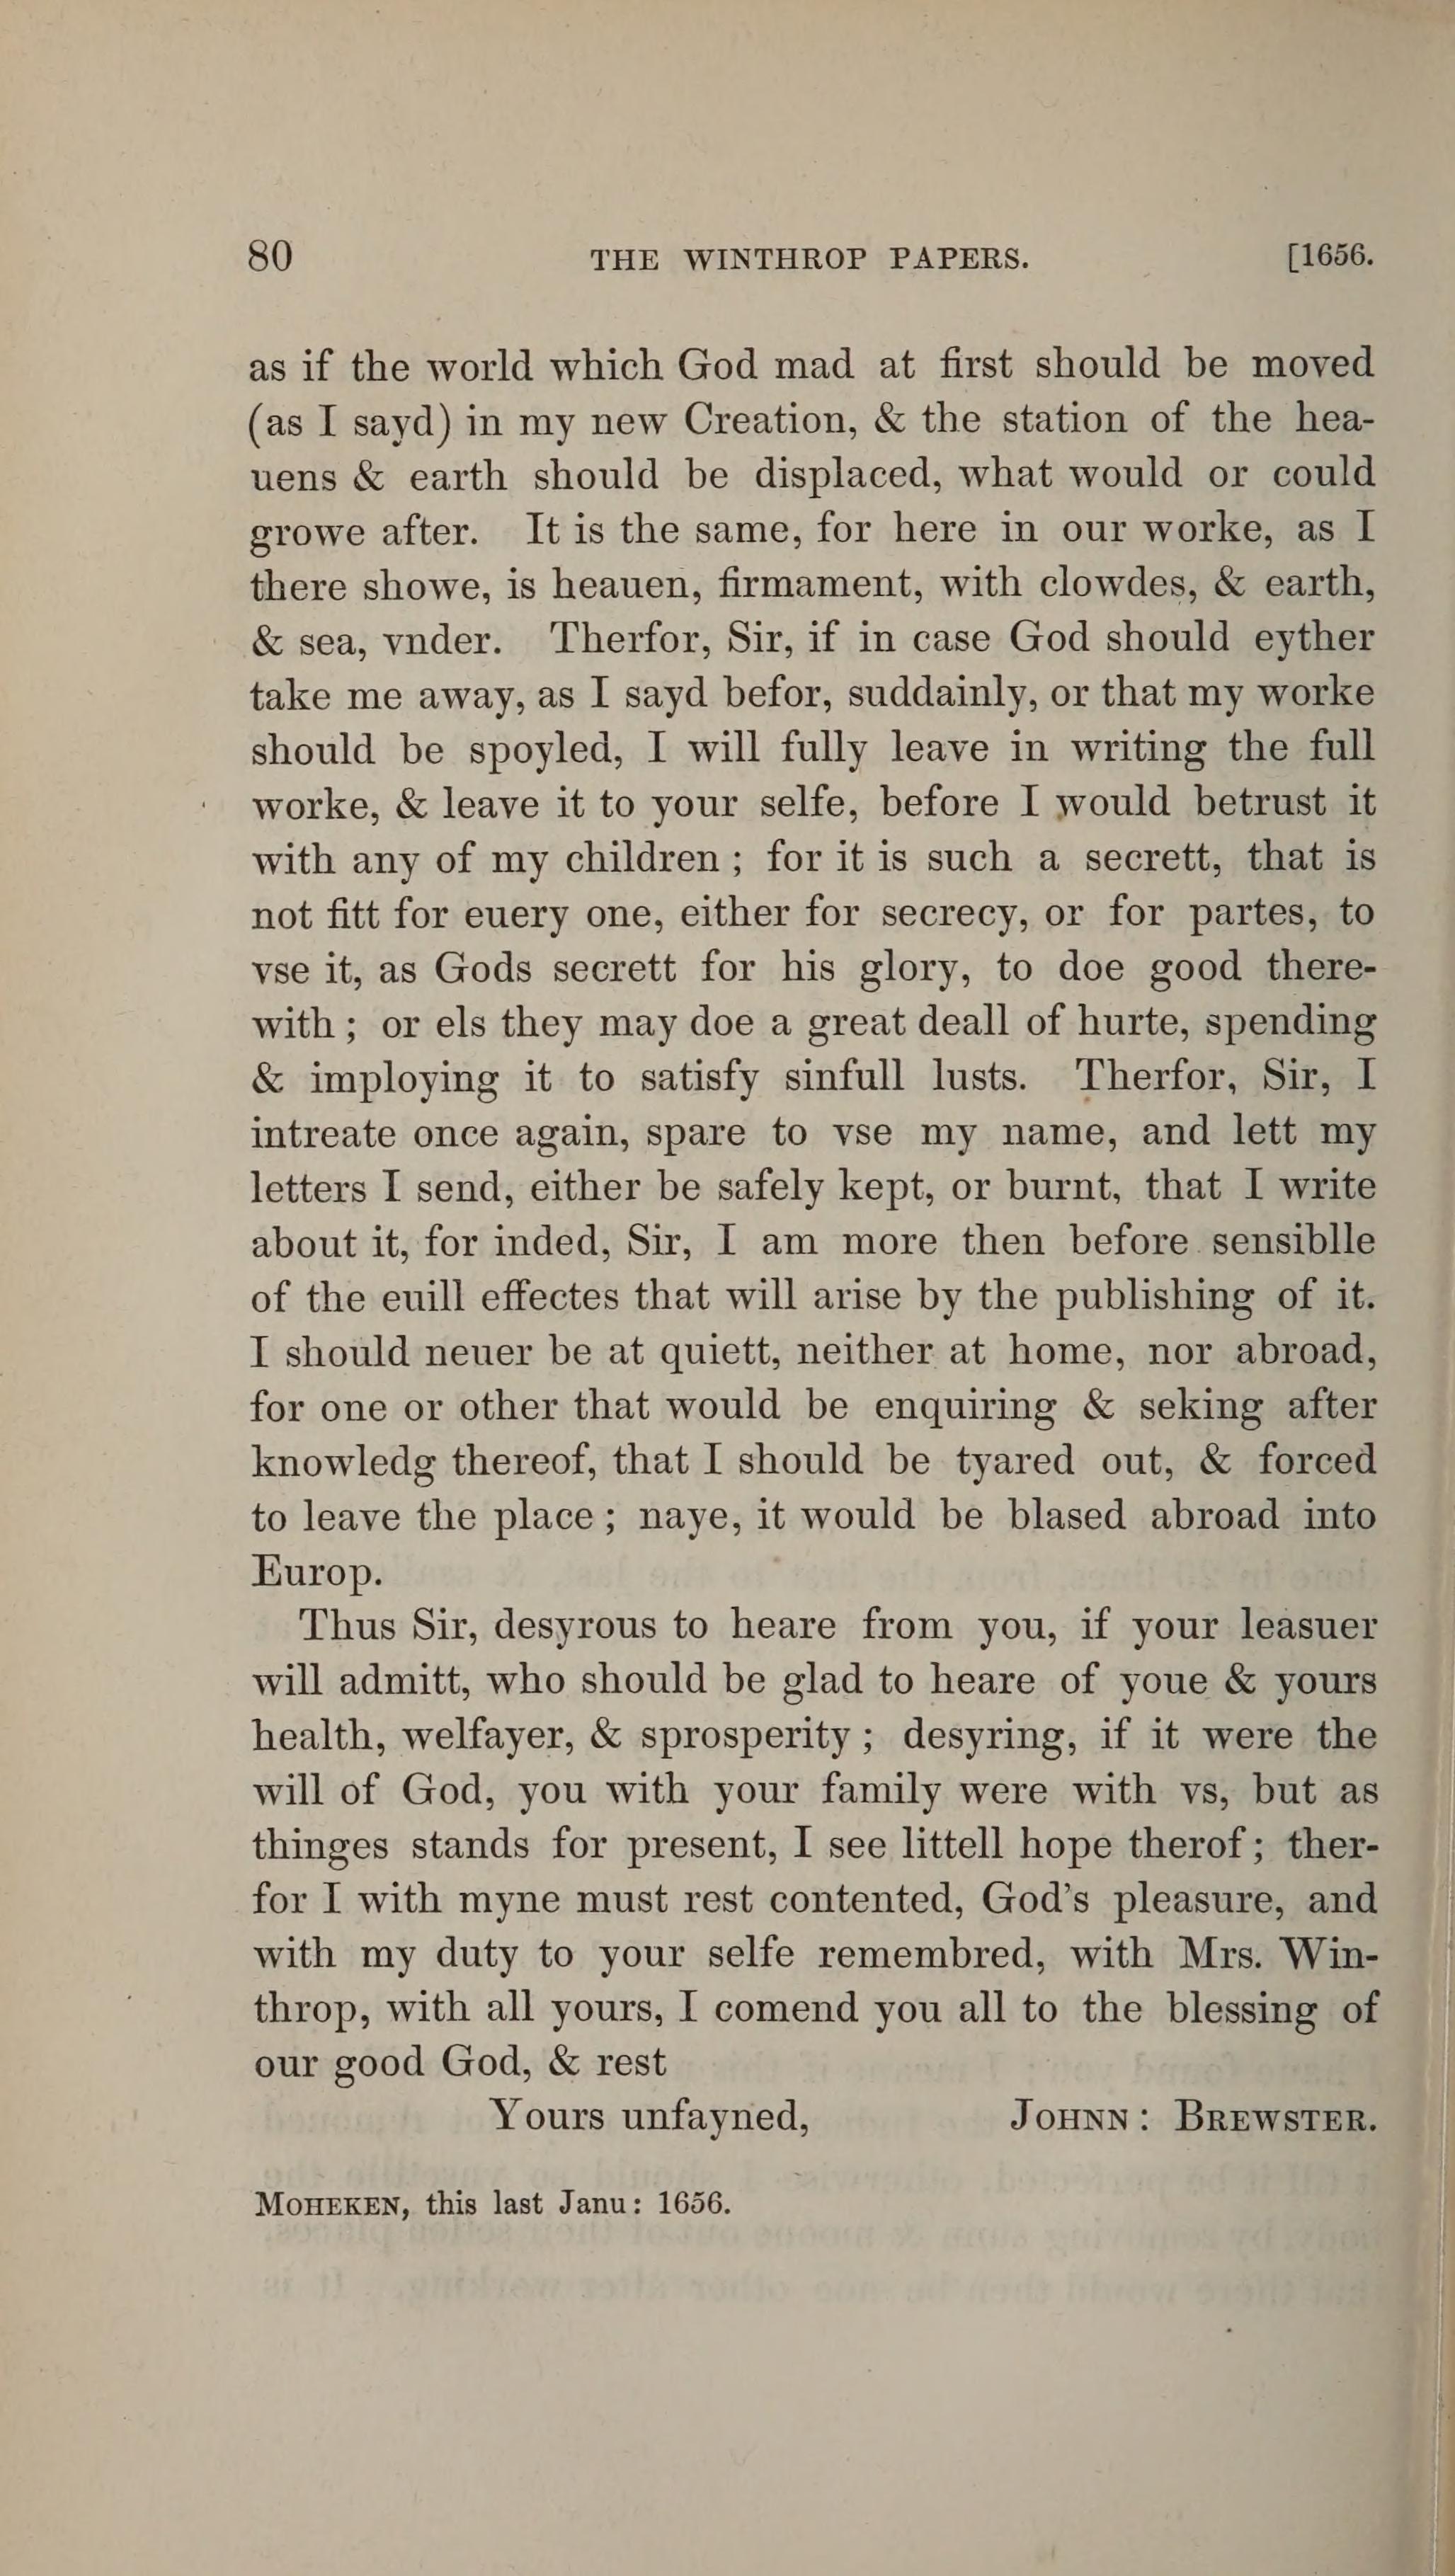 80 THE WINTHROP PAPERS. [1656.
as if the world which God mad at first should be moved
(as I sayd) in my new Creation, & the station of the hea-
uens & earth should be displaced, what would or could
growe after. It is the same, for here in our worke, as I
there showe, is heauen, firmament, with clowdes, & earth,
& sea, vnder. Therfor, Sir, if in case God should eyther
take me away, as I sayd befor, suddainly, or that my worke
should be spoyled, I will fully leave in writing the full
worke, & leave it to your selfe, before I would betrust it
with any of my children ; for it is such a secrett, that is
not fitt for euery one, either for secrecy, or for partes, to
vse it, as Gods secrett for his glory, to doe good there-
with ; or els they may doe a great deall of hurte, spending
& imploying it to satisfy sinfull lusts. Therfor, Sir, I
intreate once again, spare to vse my name, and lett my
letters I send, either be safely kept, or burnt, that I write
about it, for inded, Sir, I am more then before sensiblle
of the euill effectes that will arise by the publishing of it.
I should neuer be at quiett, neither at home, nor abroad,
for one or other that would be enquiring & seking after
knowledg thereof, that I should be tyared out, & forced
to leave the place ; naye, it would be blased abroad into
Europ.
Thus Sir, desyrous to heare from you, if your leasuer
will admitt, who should be glad to heare of youe & yours
health, welfayer, & sprosperity ; desyring, if it were the
will of God, you with your family were with vs, but as
thinges stands for present, I see littell hope therof ; ther-
for I with myne must rest contented, God's pleasure, and
with my duty to your selfe remembred, with Mrs. Win-
throp, with all yours, I comend you all to the blessing of
our good God, & rest
Yours unfayned, JOHNN : BREWSTER.
MOHEKEN, this last Janu : 1656.